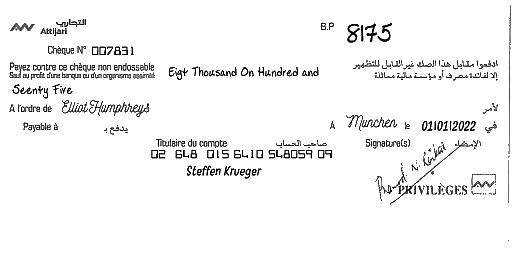 التجاري
Attijari
B.P 8175
Chèque N° 007831
Payez contre ce chèque non endossable
Seuf au profit d'une banque ou d'un organisme assimilé
ادفعوا مقابل هذا الصك غير القابل للتظهير
إلا لفائدة مصرف أو مؤسسة مالية مماثلة
Eigt Thousand On Hundred and
Seenty Five
A l'ordre de Elliot Humphreys
لأمر
Payable à يدفع بـ
A Munchen le 01/01/2022 في
Titulaire du compte صاحب الحساب
Signature(s) الإمضاء
02 648 015 6410 548059 09
Steffen Krueger
PRIVILÈGES